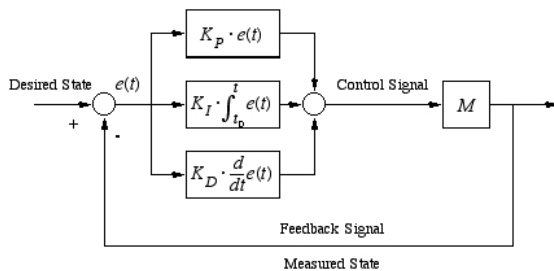 K_P · e(t)
Desired State
e(t)
K_I · ∫_{t_0}^{t} e(t)
Control Signal
M
+
-
K_D · d/dt e(t)
Feedback Signal
Measured State